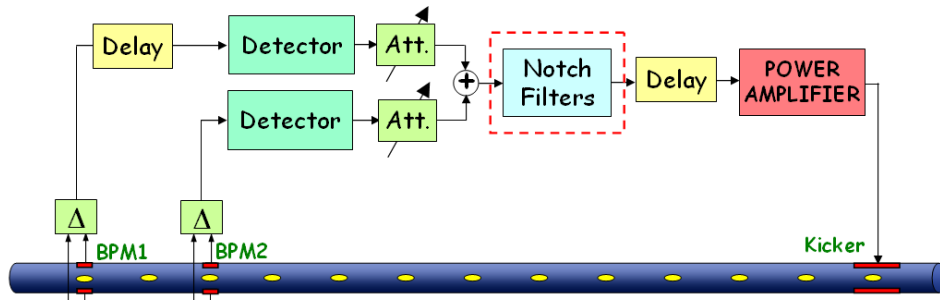 Delay
Detector
Att.
Detector
Att.
+
Notch
Filters
Delay
POWER
AMPLIFIER
Δ
BPM1
Δ
BPM2
Kicker